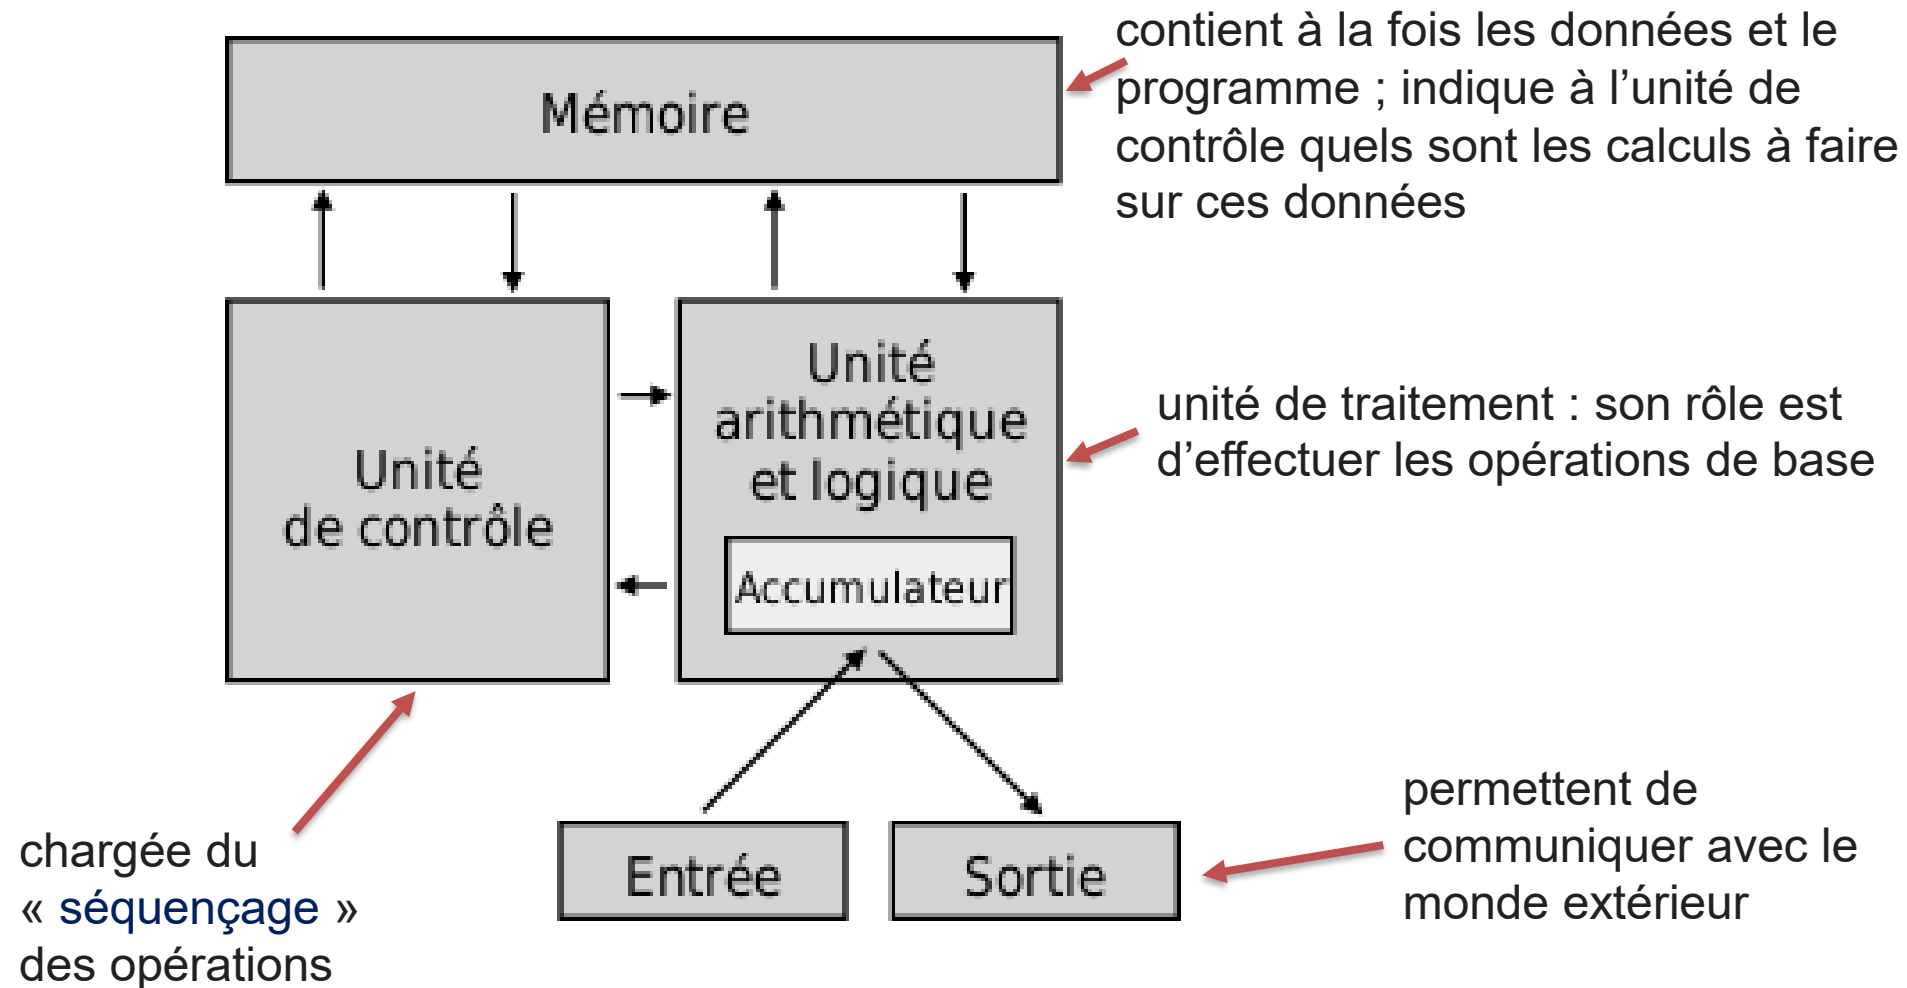 contient à la fois les données et le
programme ; indique à l’unité de
contrôle quels sont les calculs à faire
sur ces données
Mémoire
Unité
de contrôle
Unité
arithmétique
et logique
Accumulateur
unité de traitement : son rôle est
d’effectuer les opérations de base
chargée du
« séquençage »
des opérations
Entrée
Sortie
permettent de
communiquer avec le
monde extérieur